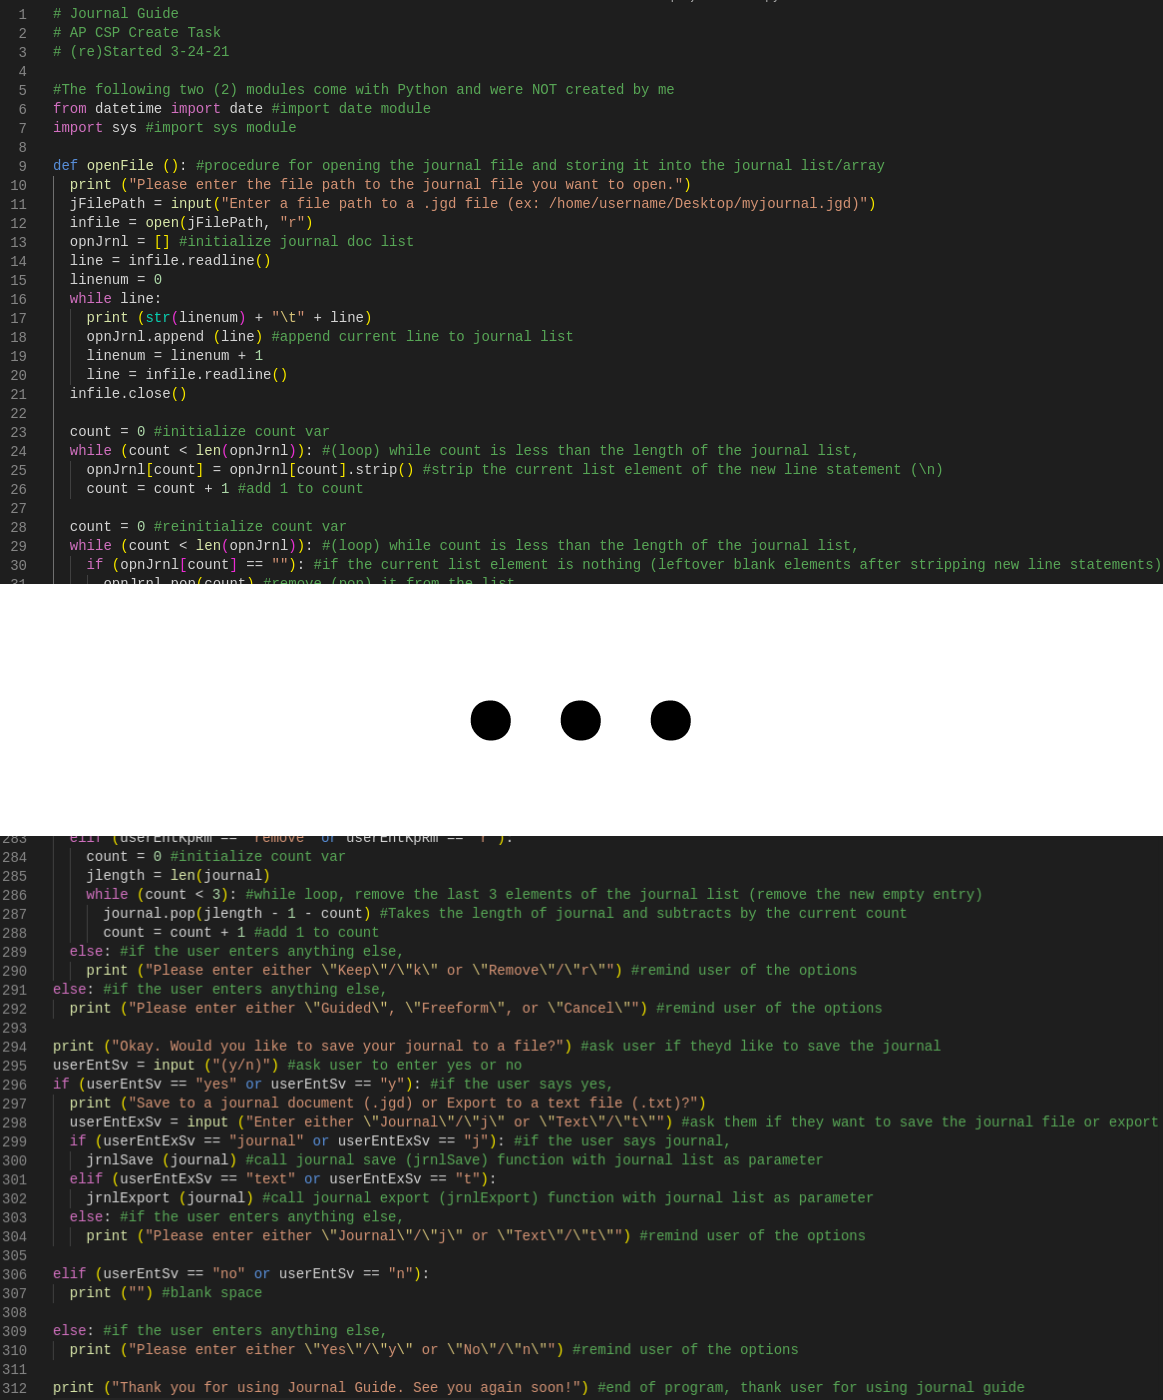 1 # Journal Guide
2 # AP CSP Create Task
3 # (re)Started 3-24-21
4
5 #The following two (2) modules come with Python and were NOT created by me
6 from datetime import date #import date module
7 import sys #import sys module
8
9 def openFile (): #procedure for opening the journal file and storing it into the journal list/array
10 print ("Please enter the file path to the journal file you want to open.")
11 jFilePath = input("Enter a file path to a .jgd file (ex: /home/username/Desktop/myjournal.jgd)")
12 infile = open(jFilePath, "r")
13 opnJrnl = [] #initialize journal doc list
14 line = infile.readline()
15 linenum = 0
16 while line:
17 print (str(linenum) + "\t" + line)
18 opnJrnl.append (line) #append current line to journal list
19 linenum = linenum + 1
20 line = infile.readline()
21 infile.close()
22
23 count = 0 #initialize count var
24 while (count < len(opnJrnl)): #(loop) while count is less than the length of the journal list,
25 opnJrnl[count] = opnJrnl[count].strip() #strip the current list element of the new line statement (\n)
26 count = count + 1 #add 1 to count
27
28 count = 0 #reinitialize count var
29 while (count < len(opnJrnl)): #(loop) while count is less than the length of the journal list,
30 if (opnJrnl[count] == ""): #if the current list element is nothing (leftover blank elements after stripping new line statements)
31 opnJrnl.pop(count) #remove (pop) it from the list
283 elif (userEntKpRm == "remove" or userEntKpRm == "r"):
284 count = 0 #initialize count var
285 jlength = len(journal)
286 while (count < 3): #while loop, remove the last 3 elements of the journal list (remove the new empty entry)
287 journal.pop(jlength - 1 - count) #Takes the length of journal and subtracts by the current count
288 count = count + 1 #add 1 to count
289 else: #if the user enters anything else,
290 print ("Please enter either \"Keep\"/\"k\" or \"Remove\"/\"r\"") #remind user of the options
291 else: #if the user enters anything else,
292 print ("Please enter either \"Guided\", \"Freeform\", or \"Cancel\"") #remind user of the options
293
294 print ("Okay. Would you like to save your journal to a file?") #ask user if theyd like to save the journal
295 userEntSv = input ("(y/n)") #ask user to enter yes or no
296 if (userEntSv == "yes" or userEntSv == "y"): #if the user says yes,
297 print ("Save to a journal document (.jgd) or Export to a text file (.txt)?")
298 userEntExSv = input ("Enter either \"Journal\"/\"j\" or \"Text\"/\"t\"") #ask them if they want to save the journal file or export
299 if (userEntExSv == "journal" or userEntExSv == "j"): #if the user says journal,
300 jrnlSave (journal) #call journal save (jrnlSave) function with journal list as parameter
301 elif (userEntExSv == "text" or userEntExSv == "t"):
302 jrnlExport (journal) #call journal export (jrnlExport) function with journal list as parameter
303 else: #if the user enters anything else,
304 print ("Please enter either \"Journal\"/\"j\" or \"Text\"/\"t\"") #remind user of the options
305
306 elif (userEntSv == "no" or userEntSv == "n"):
307 print ("") #blank space
308
309 else: #if the user enters anything else,
310 print ("Please enter either \"Yes\"/\"y\" or \"No\"/\"n\"") #remind user of the options
311
312 print ("Thank you for using Journal Guide. See you again soon!") #end of program, thank user for using journal guide